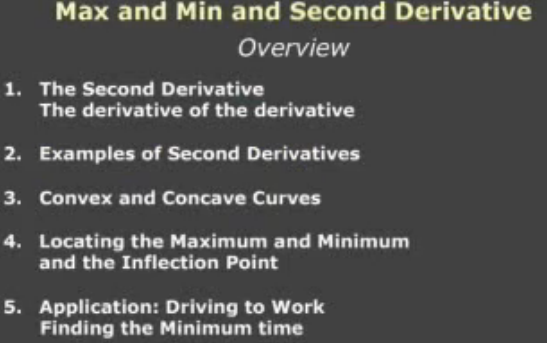 Max and Min and Second Derivative
Overview
1. The Second Derivative
The derivative of the derivative
2. Examples of Second Derivatives
3. Convex and Concave Curves
4. Locating the Maximum and Minimum
and the Inflection Point
5. Application: Driving to Work
Finding the Minimum time